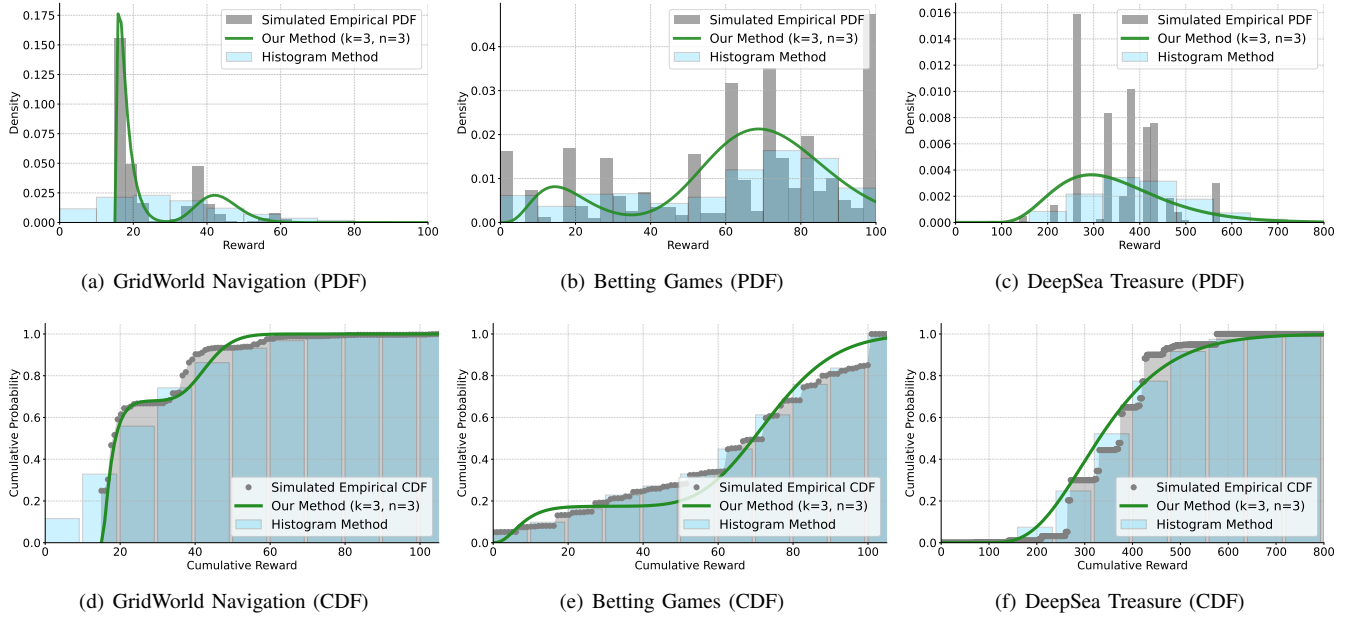 0.175
0.150
0.125
0.100
0.075
0.050
0.025
0.000
Density
0 20 40 60 80 100
Reward
Simulated Empirical PDF
Our Method (k=3, n=3)
Histogram Method
(a) GridWorld Navigation (PDF)
0.04
0.03
0.02
0.01
0.00
Density
0 20 40 60 80 100
Reward
Simulated Empirical PDF
Our Method (k=3, n=3)
Histogram Method
(b) Betting Games (PDF)
0.016
0.014
0.012
0.010
0.008
0.006
0.004
0.002
0.000
Density
0 100 200 300 400 500 600 700 800
Reward
Simulated Empirical PDF
Our Method (k=3, n=3)
Histogram Method
(c) DeepSea Treasure (PDF)
1.0
0.8
0.6
0.4
0.2
0.0
Cumulative Probability
0 20 40 60 80 100
Cumulative Reward
Simulated Empirical CDF
Our Method (k=3, n=3)
Histogram Method
(d) GridWorld Navigation (CDF)
1.0
0.8
0.6
0.4
0.2
0.0
Cumulative Probability
0 20 40 60 80 100
Cumulative Reward
Simulated Empirical CDF
Our Method (k=3, n=3)
Histogram Method
(e) Betting Games (CDF)
1.0
0.8
0.6
0.4
0.2
0.0
Cumulative Probability
0 100 200 300 400 500 600 700 800
Cumulative Reward
Simulated Empirical CDF
Our Method (k=3, n=3)
Histogram Method
(f) DeepSea Treasure (CDF)